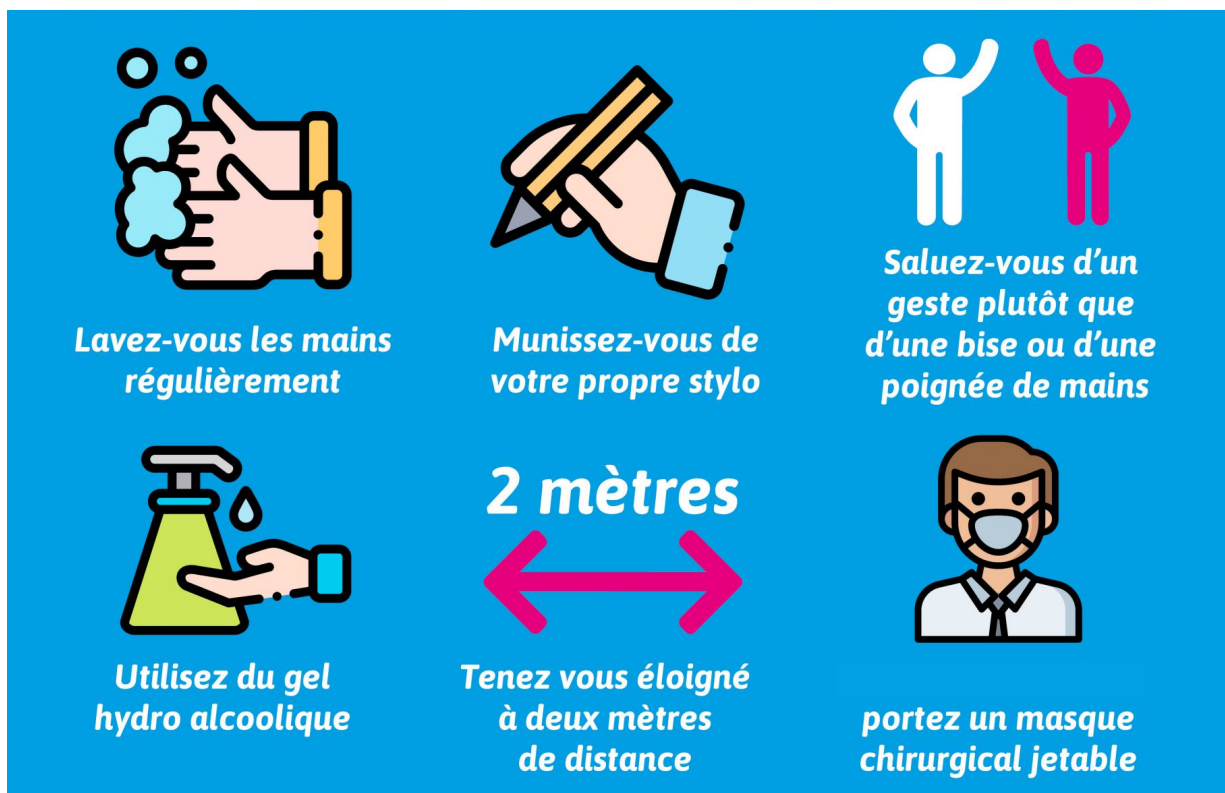 Lavez-vous les mains
régulièrement
Munissez-vous de
votre propre stylo
Saluez-vous d'un
geste plutôt que
d'une bise ou d'une
poignée de mains
Utilisez du gel
hydro alcoolique
2 mètres
Tenez vous éloigné
à deux mètres
de distance
portez un masque
chirurgical jetable